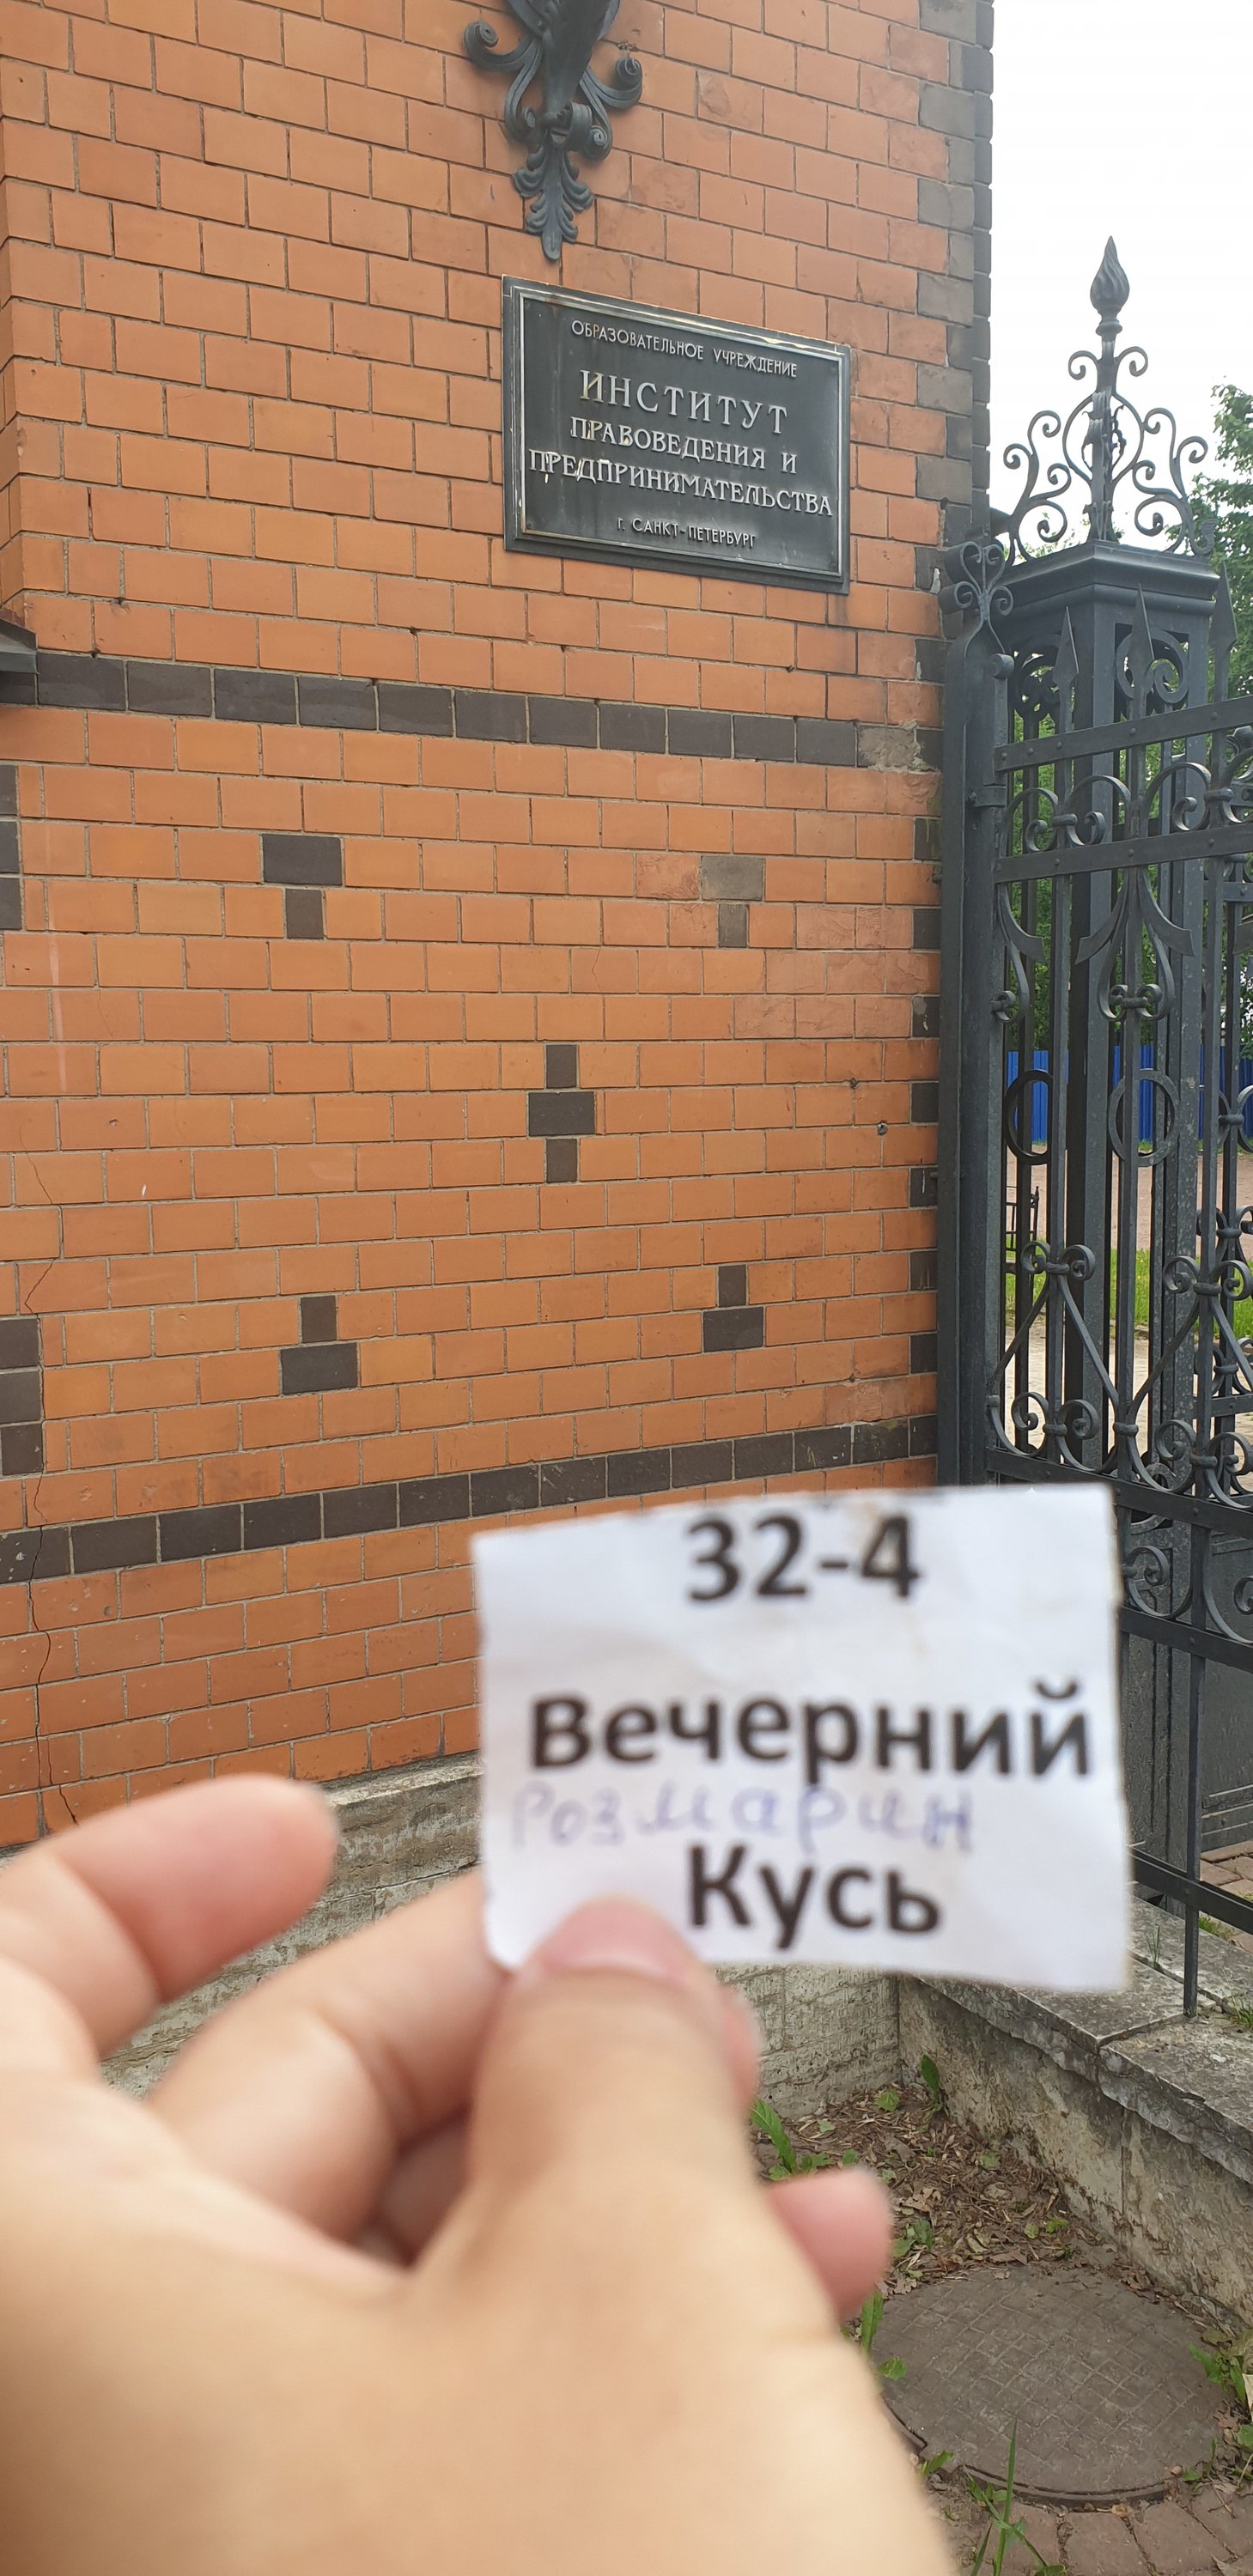 ОБРАЗОВАТЕЛЬНОЕ УЧРЕЖДЕНИЕ
ИНСТИТУТ
ПРАВОВЕДЕНИЯ И
ПРЕДПРИНИМАТЕЛЬСТВА
Г. САНКТ-ПЕТЕРБУРГ
32-4
Вечерний
Розмарин
Кусь